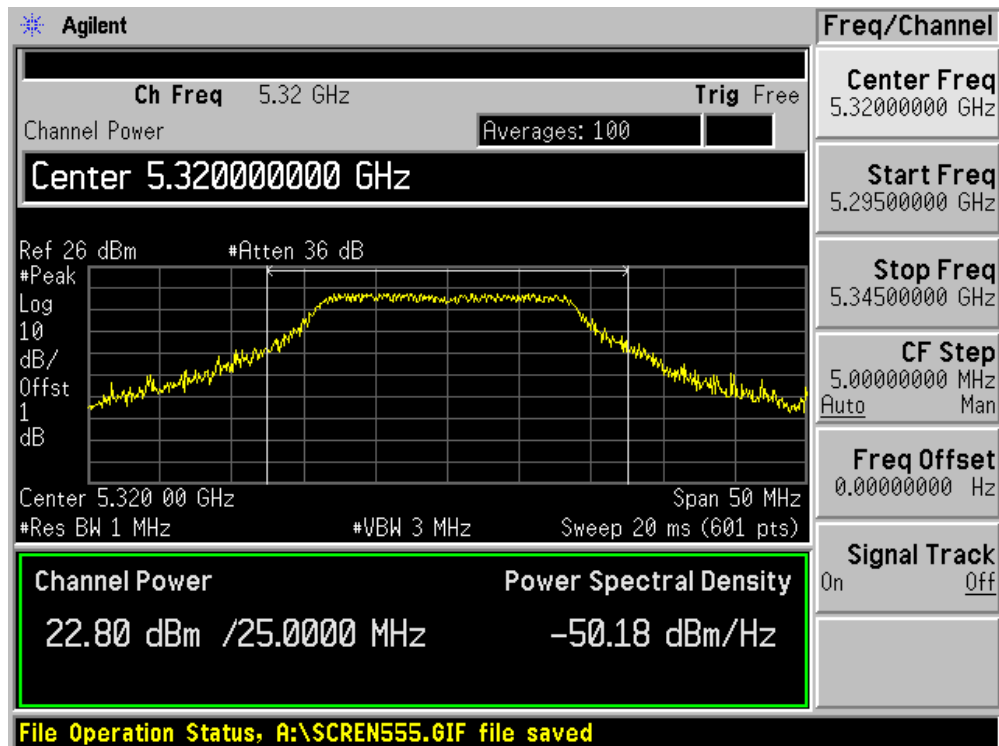 Agilent
Freq/Channel
Ch Freq 5.32 GHz Trig Free
Channel Power Averages: 100
Center 5.320000000 GHz
Ref 26 dBm #Atten 36 dB
#Peak
Log
10
dB/
Offst
1
dB
Center 5.320 00 GHz Span 50 MHz
#Res BW 1 MHz #VBW 3 MHz Sweep 20 ms (601 pts)
Channel Power Power Spectral Density
22.80 dBm /25.0000 MHz -50.18 dBm/Hz
Center Freq
5.32000000 GHz
Start Freq
5.29500000 GHz
Stop Freq
5.34500000 GHz
CF Step
5.00000000 MHz
Auto Man
Freq Offset
0.00000000 Hz
Signal Track
On Off
File Operation Status, A:\SCREN555.GIF file saved